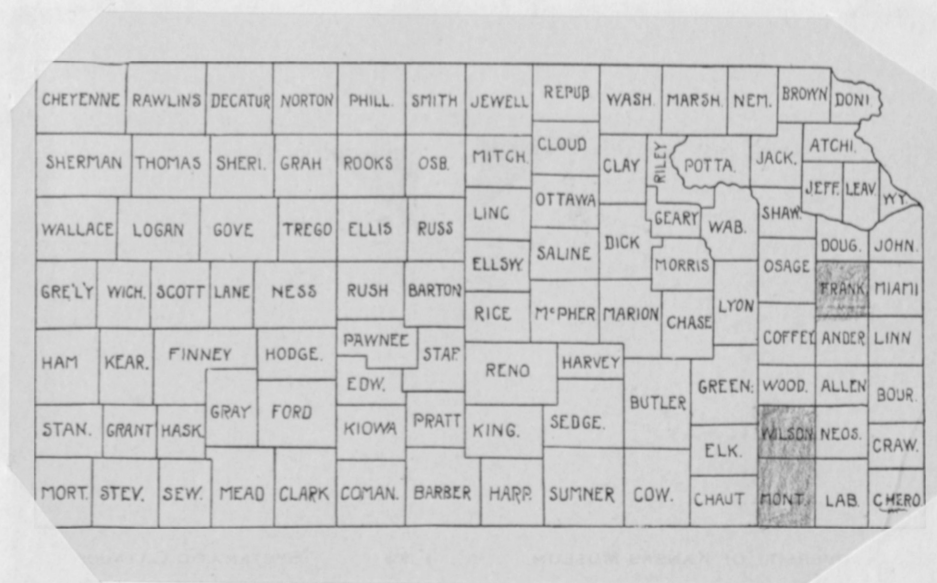 CHEYENNE RAWLINS DECATUR NORTON PHILL. SMITH JEWELL REPUB. WASH. MARSH. NEM. BROWN DONI.
SHERMAN THOMAS SHERI. GRAH. ROOKS OSB. MITCH. CLOUD CLAY RILEY POTTA. JACK. ATCHI.
JEFF. LEAV. WY.
WALLACE LOGAN GOVE TREGO ELLIS RUSS LINC OTTAWA DICK GEARY WAB. SHAW. DOUG. JOHN.
ELLSW. SALINE MORRIS OSAGE
GRE'LY WICH. SCOTT LANE NESS RUSH BARTON RICE McPHER MARION CHASE LYON FRANK MIAMI
HAM KEAR. FINNEY HODGE. PAWNEE STAF. RENO HARVEY COFFEY ANDER. LINN
EDW. BUTLER GREEN: WOOD. ALLEN BOUR.
STAN. GRANT HASK. GRAY FORD KIOWA PRATT KING. SEDGE. ELK. WILSON NEOS. CRAW.
MORT. STEV. SEW. MEAD CLARK COMAN. BARBER HARP. SUMNER COW. CHAUT. MONT. LAB. CHERO